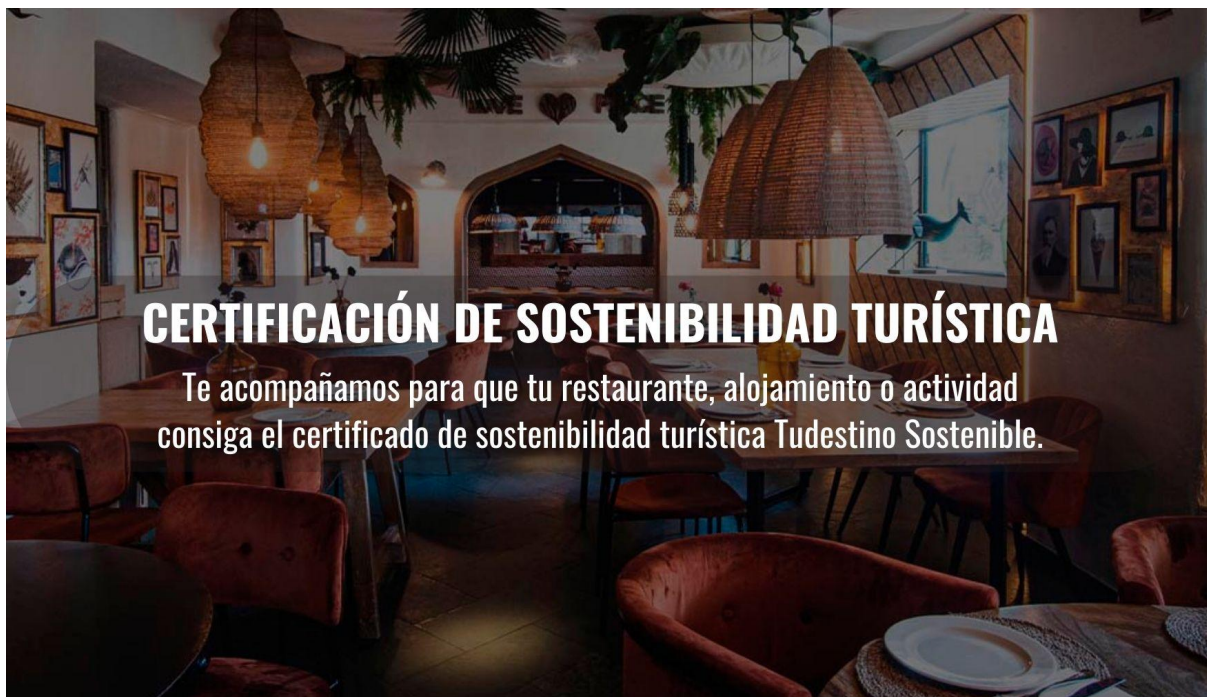 CERTIFICACIÓN DE SOSTENIBILIDAD TURÍSTICA
Te acompañamos para que tu restaurante, alojamiento o actividad
consiga el certificado de sostenibilidad turística Tudestino Sostenible.